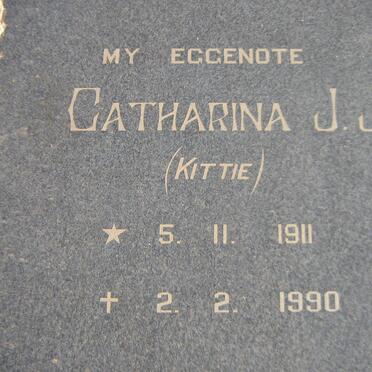 MY EGGENOTE
CATHARINA J. J
(KITTIE)
★ 5. 11. 1911
✝ 2. 2. 1990